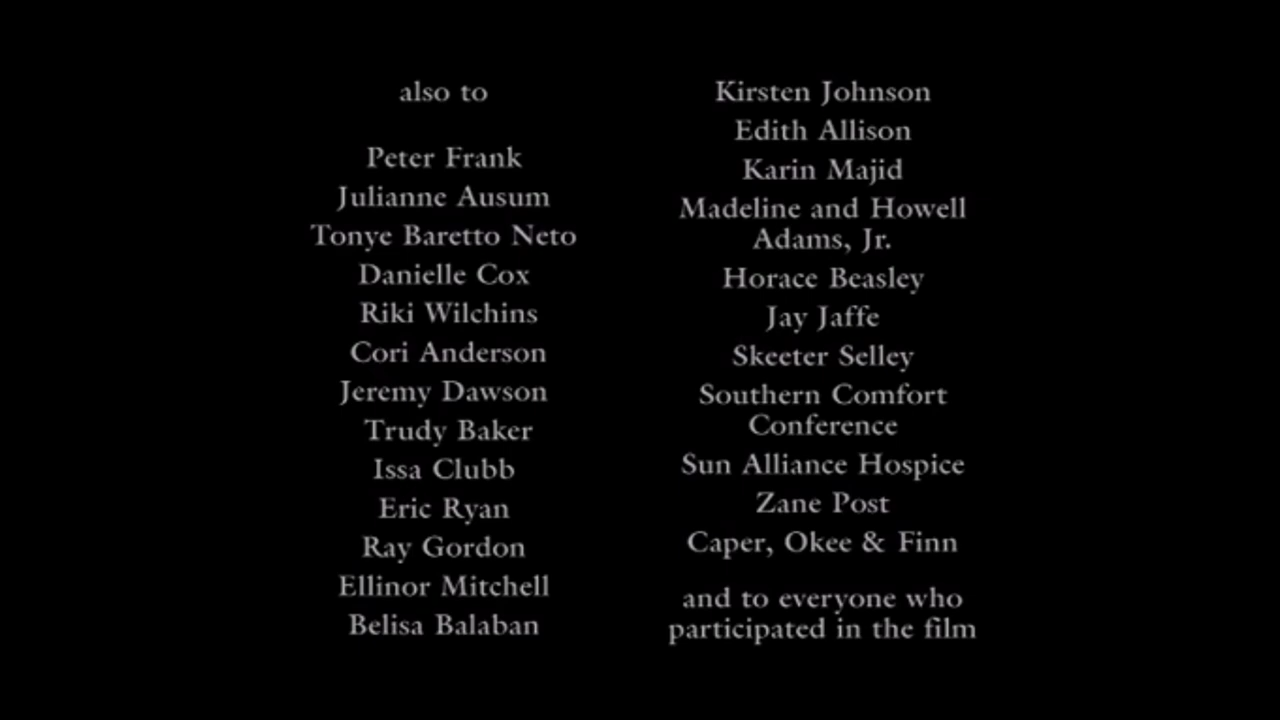 also to
Peter Frank
Julianne Ausum
Tonye Baretto Neto
Danielle Cox
Riki Wilchins
Cori Anderson
Jeremy Dawson
Trudy Baker
Issa Clubb
Eric Ryan
Ray Gordon
Ellinor Mitchell
Belisa Balaban
Kirsten Johnson
Edith Allison
Karin Majid
Madeline and Howell
Adams, Jr.
Horace Beasley
Jay Jaffe
Skeeter Selley
Southern Comfort
Conference
Sun Alliance Hospice
Zane Post
Caper, Okee & Finn
and to everyone who
participated in the film